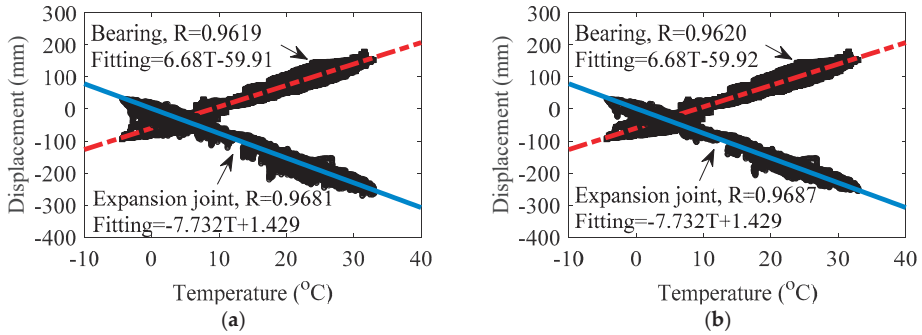 300
200
100
0
-100
-200
-300
-400
Displacement (mm)
Bearing, R=0.9619
Fitting=6.68T-59.91
Expansion joint, R=0.9681
Fitting=-7.732T+1.429
-10 0 10 20 30 40
Temperature (°C)
(a)
300
200
100
0
-100
-200
-300
-400
Displacement (mm)
Bearing, R=0.9620
Fitting=6.68T-59.92
Expansion joint, R=0.9687
Fitting=-7.732T+1.429
-10 0 10 20 30 40
Temperature (°C)
(b)